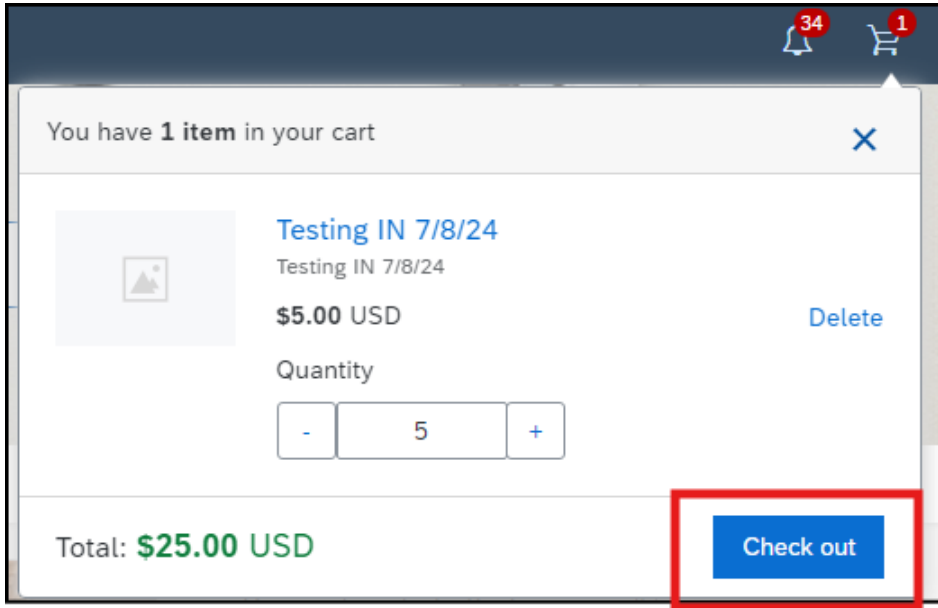 34
1
You have 1 item in your cart
Testing IN 7/8/24
Testing IN 7/8/24
$5.00 USD
Delete
Quantity
- 5 +
Total: $25.00 USD
Check out